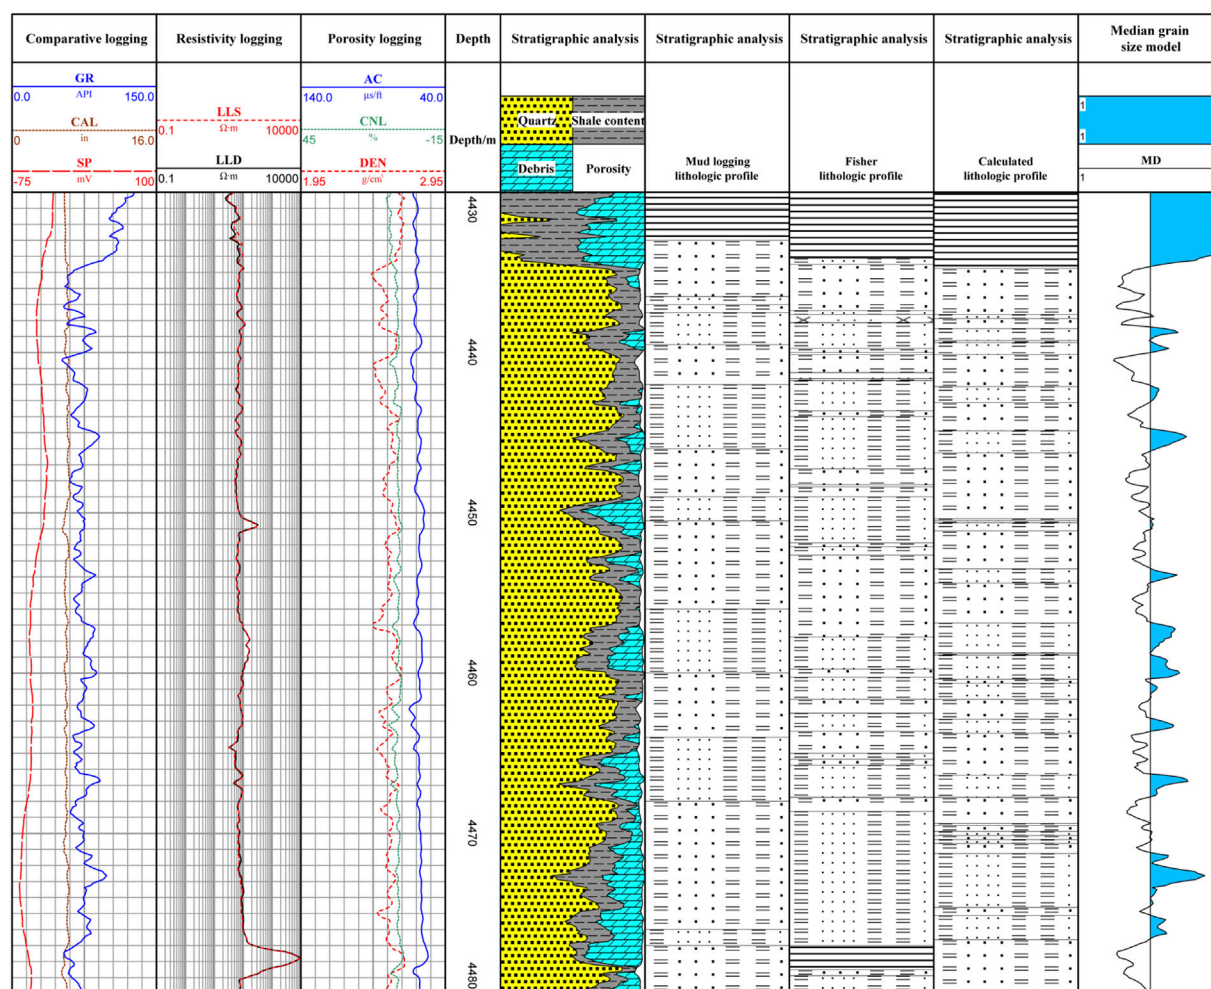 Comparative logging
Resistivity logging
Porosity logging
Depth
Stratigraphic analysis
Stratigraphic analysis
Stratigraphic analysis
Stratigraphic analysis
Median grain
size model
GR
0.0 API 150.0
CAL
0 in 16.0
SP
-75 mV 100
LLS
0.1 Ω·m 10000
LLD
0.1 Ω·m 10000
AC
140.0 μs/ft 40.0
CNL
45 % -15
DEN
1.95 g/cm³ 2.95
Depth/m
Quartz Shale content
Debris Porosity
Mud logging
lithologic profile
Fisher
lithologic profile
Calculated
lithologic profile
1
1
MD
1
4430
4440
4450
4460
4470
4480